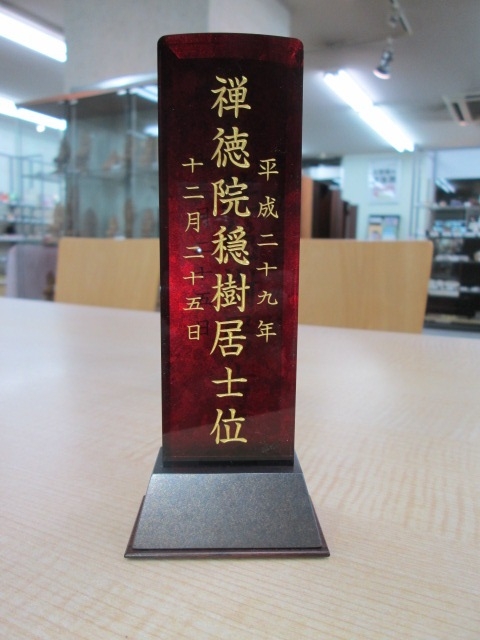 平成二十九年
禅徳院穏樹居士位
十二月二十五日